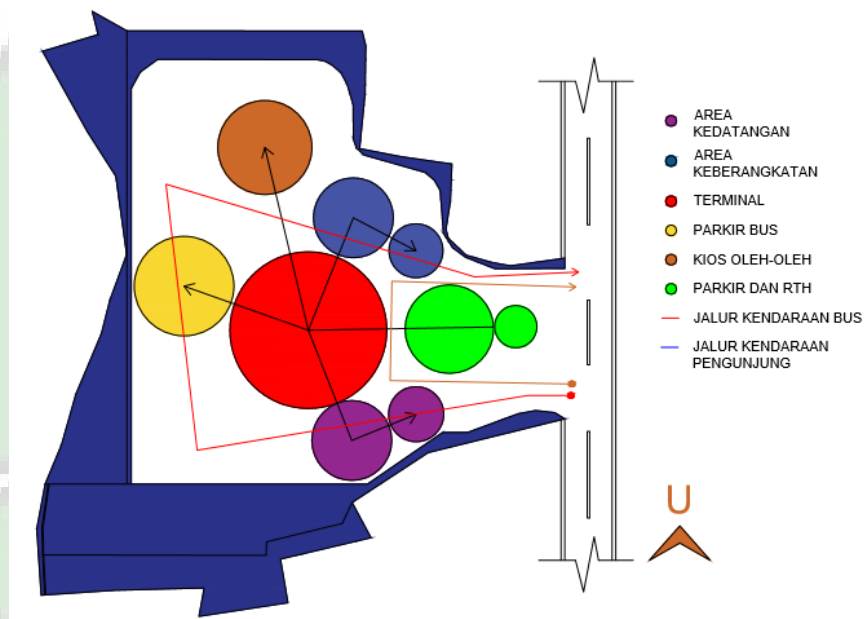 AREA
KEDATANGAN
AREA
KEBERANGKATAN
TERMINAL
PARKIR BUS
KIOS OLEH-OLEH
PARKIR DAN RTH
JALUR KENDARAAN BUS
JALUR KENDARAAN
PENGUNJUNG
U